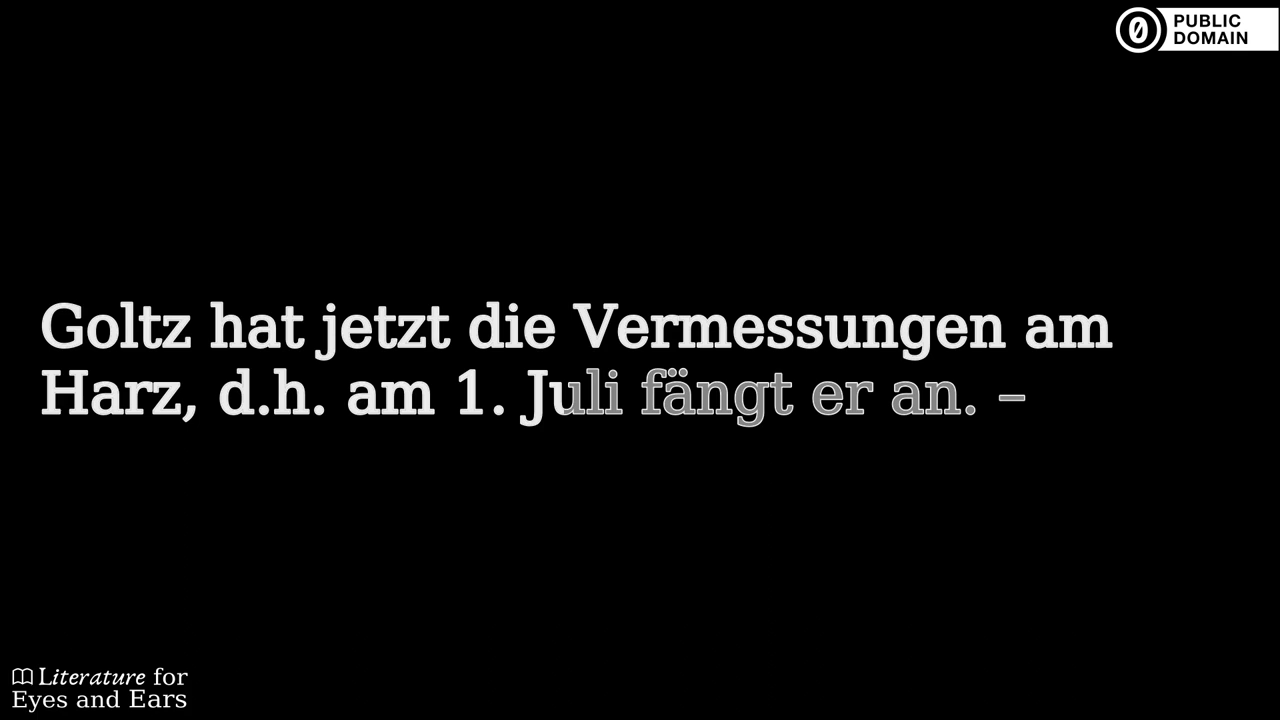 PUBLIC
DOMAIN
Goltz hat jetzt die Vermessungen am
Harz, d.h. am 1. Juli fängt er an. –
Literature for
Eyes and Ears